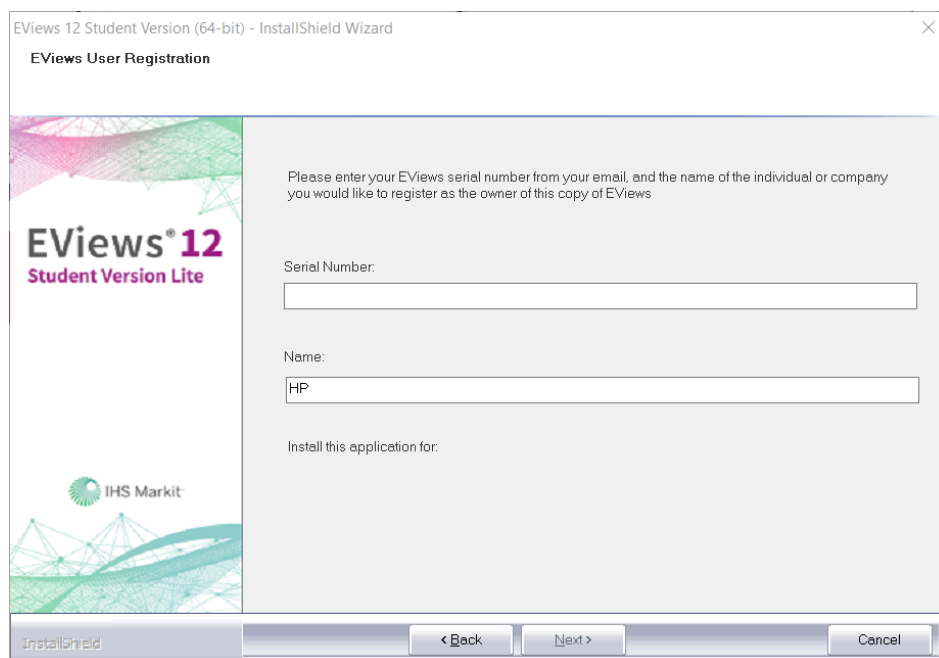 EViews 12 Student Version (64-bit) - InstallShield Wizard
EViews User Registration
Please enter your EViews serial number from your email, and the name of the individual or company
you would like to register as the owner of this copy of EViews
EViews® 12
Student Version Lite
Serial Number:
Name:
HP
Install this application for:
IHS Markit
InstallShield
< Back
Next >
Cancel